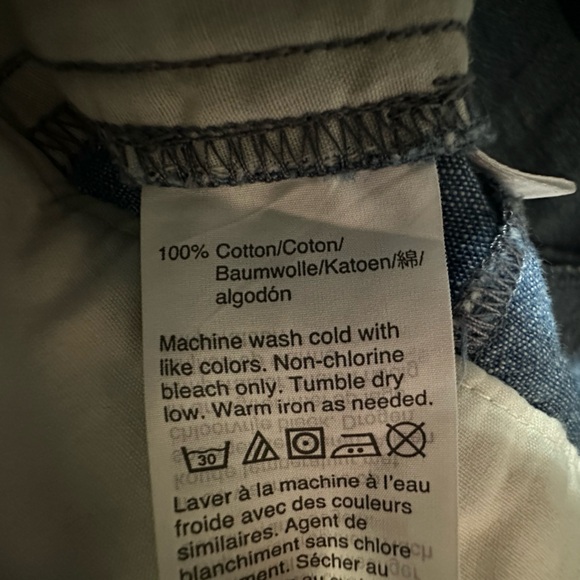 100% Cotton/Coton/
Baumwolle/Katoen/綿/
algodón
Machine wash cold with
like colors. Non-chlorine
bleach only. Tumble dry
low. Warm iron as needed.
30
Laver à la machine à l'eau
froide avec des couleurs
similaires. Agent de
blanchiment sans chlore
Sécher au